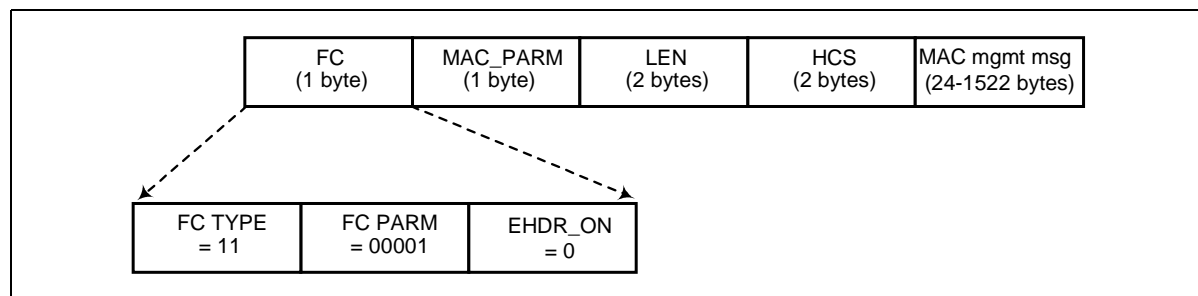 FC
(1 byte)
MAC_PARM
(1 byte)
LEN
(2 bytes)
HCS
(2 bytes)
MAC mgmt msg
(24-1522 bytes)
FC TYPE
= 11
FC PARM
= 00001
EHDR_ON
= 0